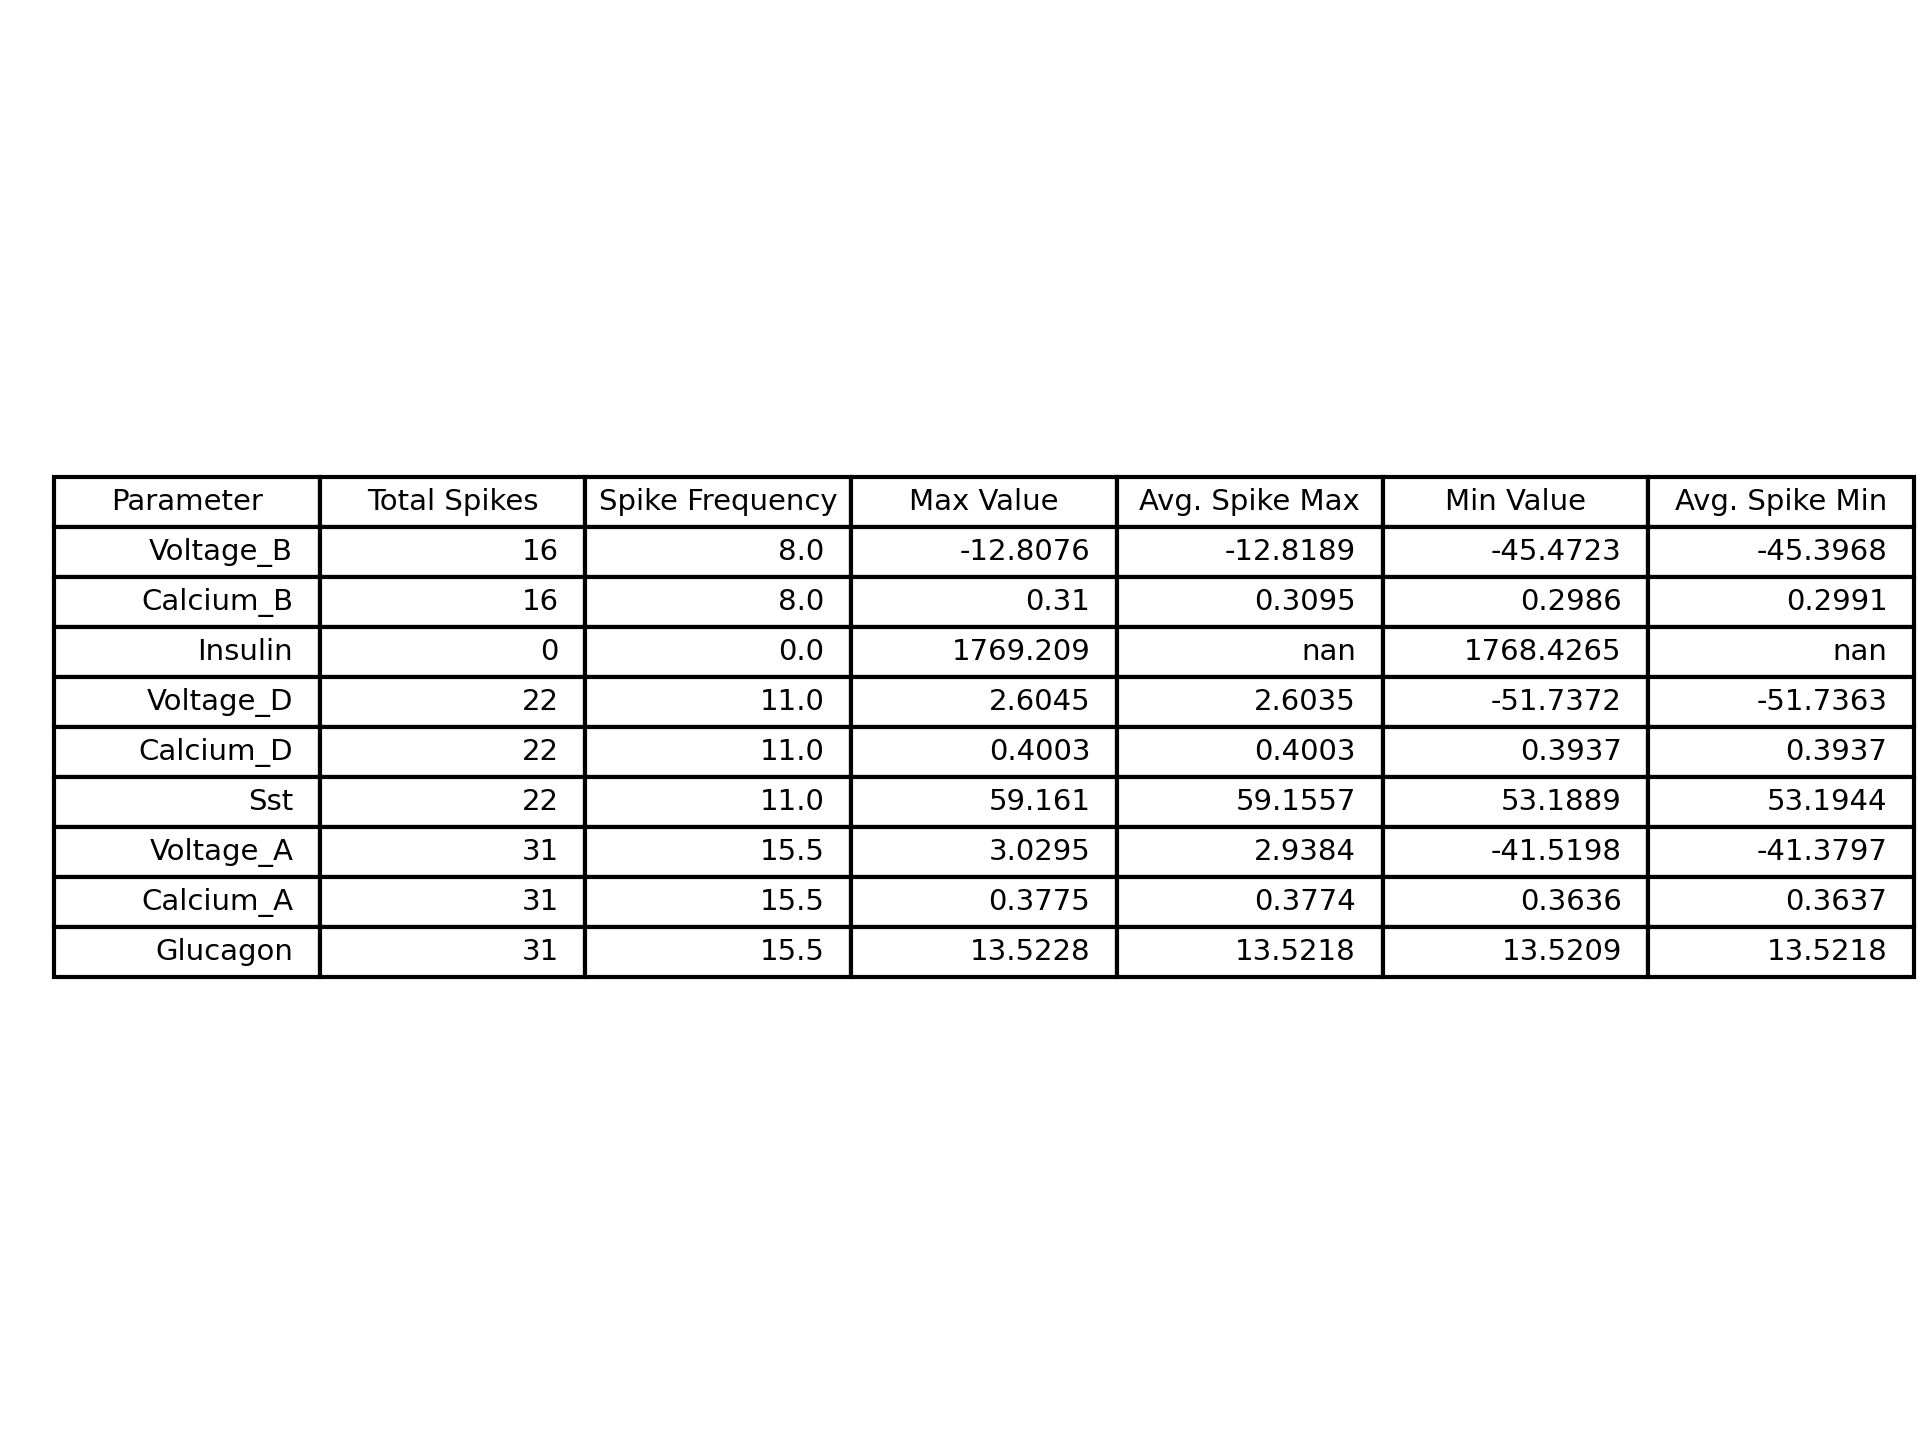 Parameter Total Spikes Spike Frequency Max Value Avg. Spike Max Min Value Avg. Spike Min
Voltage_B 16 8.0 -12.8076 -12.8189 -45.4723 -45.3968
Calcium_B 16 8.0 0.31 0.3095 0.2986 0.2991
Insulin 0 0.0 1769.209 nan 1768.4265 nan
Voltage_D 22 11.0 2.6045 2.6035 -51.7372 -51.7363
Calcium_D 22 11.0 0.4003 0.4003 0.3937 0.3937
Sst 22 11.0 59.161 59.1557 53.1889 53.1944
Voltage_A 31 15.5 3.0295 2.9384 -41.5198 -41.3797
Calcium_A 31 15.5 0.3775 0.3774 0.3636 0.3637
Glucagon 31 15.5 13.5228 13.5218 13.5209 13.5218